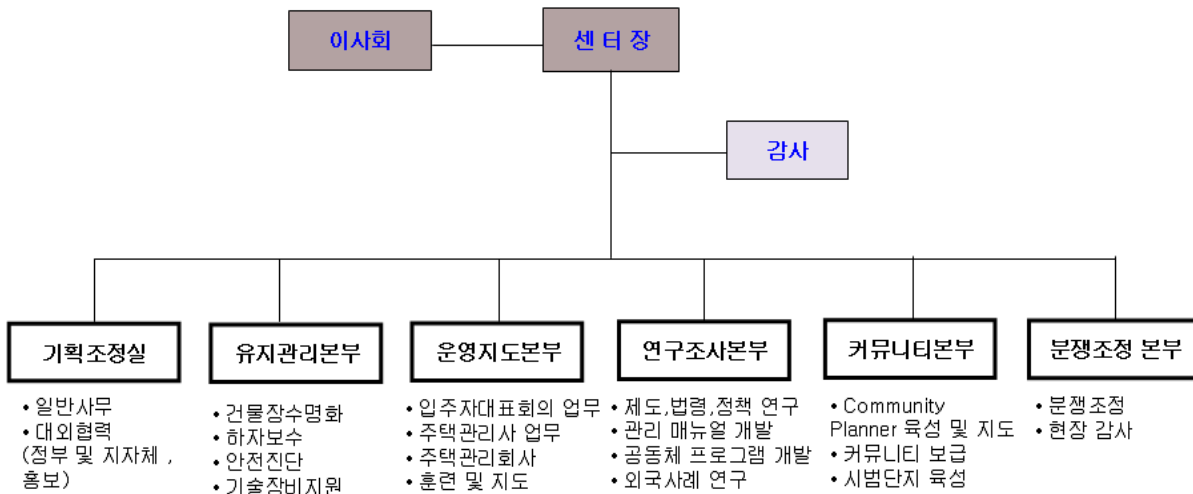 이사회
센 터 장
감사
기획조정실
• 일반사무
• 대외협력
(정부 및 지자체 ,
홍보)
유지관리본부
• 건물장수명화
• 하자보수
• 안전진단
• 기술장비지원
운영지도본부
• 입주자대표회의 업무
• 주택관리사 업무
• 주택관리회사
• 훈련 및 지도
연구조사본부
• 제도,법령,정책 연구
• 관리 매뉴얼 개발
• 공동체 프로그램 개발
• 외국사례 연구
커뮤니티본부
• Community
Planner 육성 및 지도
• 커뮤니티 보급
• 시범단지 육성
분쟁조정 본부
• 분쟁조정
• 현장 감사